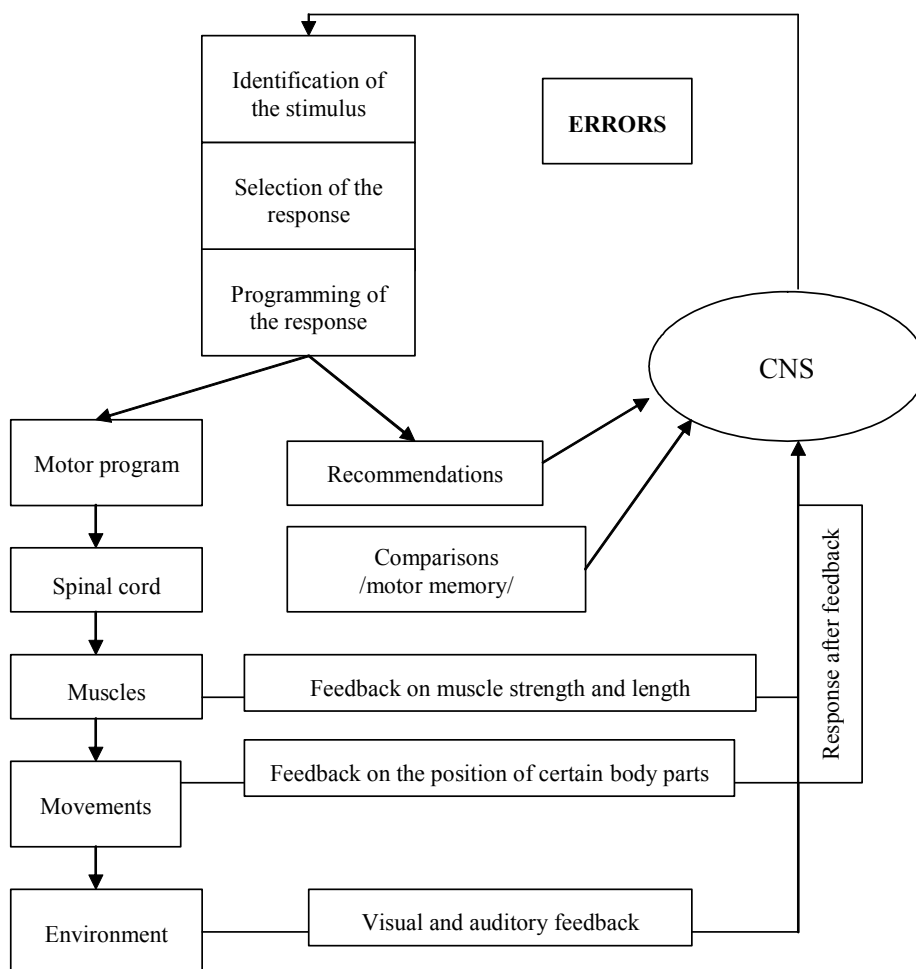 Identification of
the stimulus
ERRORS
Selection of the
response
Programming of
the response
CNS
Motor program
Recommendations
Comparisons
/motor memory/
Spinal cord
Response after feedback
Muscles
Feedback on muscle strength and length
Feedback on the position of certain body parts
Movements
Visual and auditory feedback
Environment